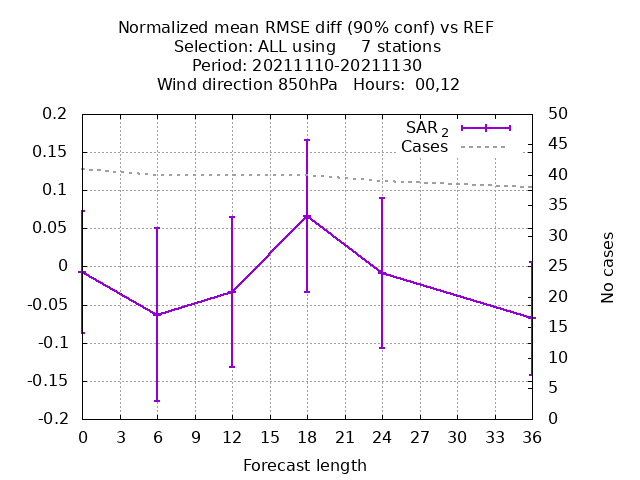 Normalized mean RMSE diff (90% conf) vs REF
Selection: ALL using     7 stations
Period: 20211110-20211130
Wind direction 850hPa   Hours:  00,12
0.2
0.15
0.1
0.05
0
-0.05
-0.1
-0.15
-0.2
50
45
40
35
30
25
20
15
10
5
0
SAR 2
Cases
No cases
0 3 6 9 12 15 18 21 24 27 30 33 36
Forecast length